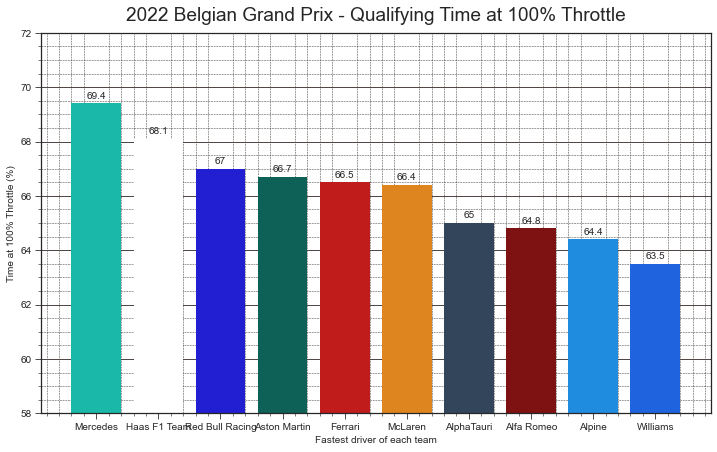 2022 Belgian Grand Prix - Qualifying Time at 100% Throttle
Time at 100% Throttle (%)
72
70
68
66
64
62
60
58
69.4
68.1
67
66.7
66.5
66.4
65
64.8
64.4
63.5
Mercedes
Haas F1 Team
Red Bull Racing
Aston Martin
Ferrari
McLaren
AlphaTauri
Alfa Romeo
Alpine
Williams
Fastest driver of each team